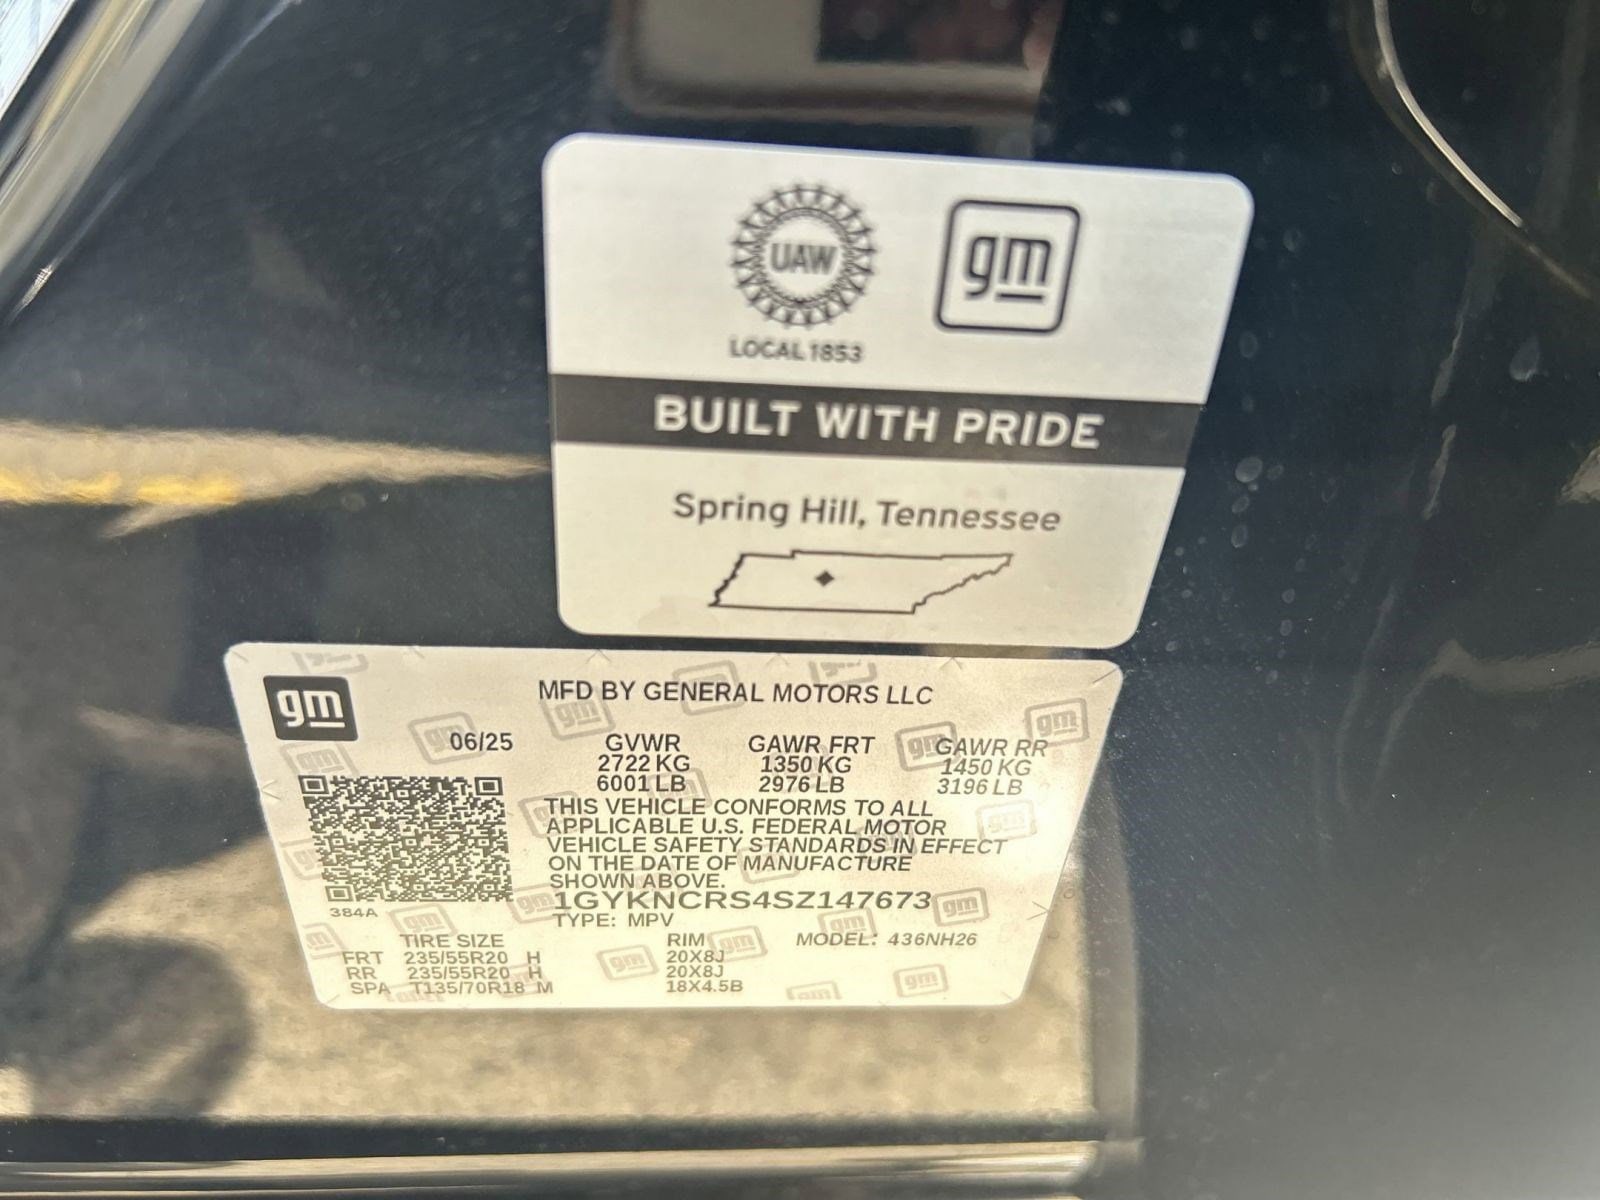 UAW
gm
LOCAL 1853
BUILT WITH PRIDE
Spring Hill, Tennessee
gm
MFD BY GENERAL MOTORS LLC
06/25
GVWR GAWR FRT GAWR RR
2722 KG 1350 KG 1450 KG
6001 LB 2976 LB 3196 LB
THIS VEHICLE CONFORMS TO ALL
APPLICABLE U.S. FEDERAL MOTOR
VEHICLE SAFETY STANDARDS IN EFFECT
ON THE DATE OF MANUFACTURE
SHOWN ABOVE.
1GYKNCRS4SZ147673
384A
TYPE: MPV
TIRE SIZE RIM MODEL: 436NH26
FRT 235/55R20 H 20X8J
RR 235/55R20 H 20X8J
SPA T135/70R18 M 18X4.5B